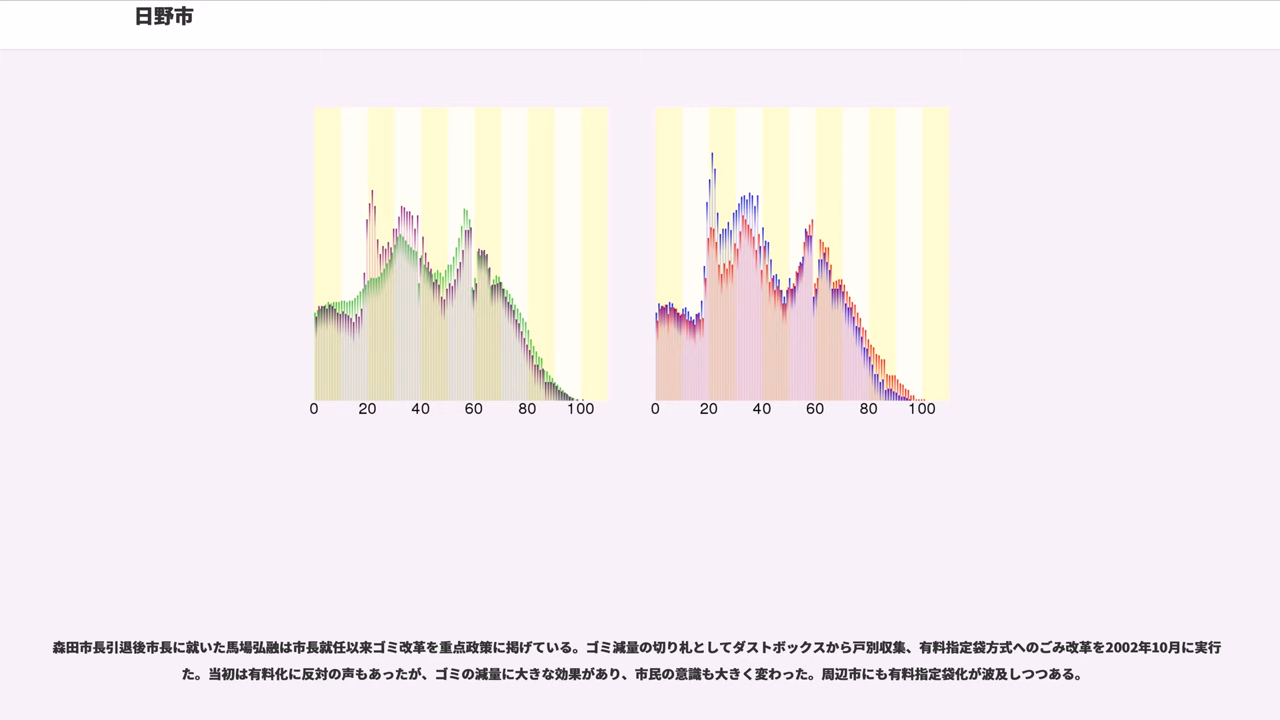 日野市
0 20 40 60 80 100
0 20 40 60 80 100
森田市長引退後市長に就いた馬場弘融は市長就任以来ゴミ改革を重点政策に掲げている。ゴミ減量の切り札としてダストボックスから戸別収集、有料指定袋方式へのごみ改革を2002年10月に実行
た。当初は有料化に反対の声もあったが、ゴミの減量に大きな効果があり、市民の意識も大きく変わった。周辺市にも有料指定袋化が波及しつつある。